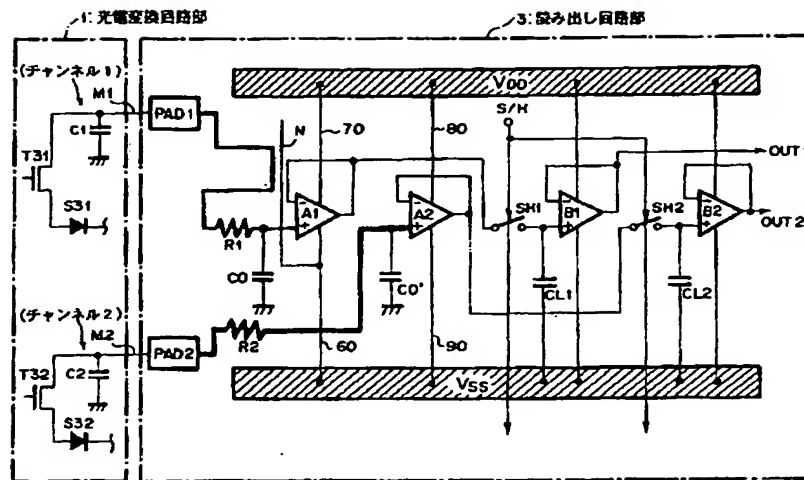 1: 光電変換回路部
3: 読み出し回路部
(チャンネル1)
M1
PAD1
C1
T31
S31
R1
C0
N
70
A1
60
VDD
80
A2
C0'
90
S/H
SH1
B1
CL1
SH2
B2
CL2
OUT
OUT 2
(チャンネル2)
M2
PAD2
C2
T32
S32
R2
VSS